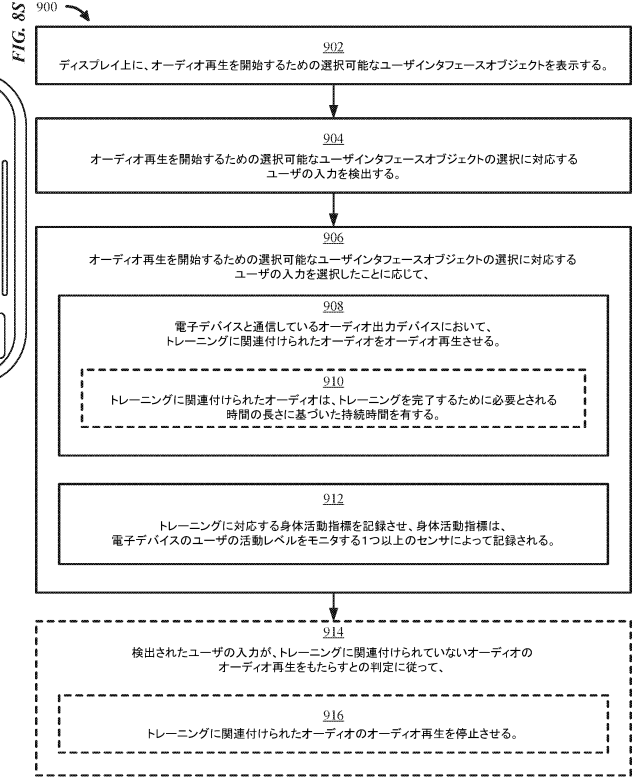 FIG. 8S
900
902
ディスプレイ上に、オーディオ再生を開始するための選択可能なユーザインタフェースオブジェクトを表示する。
904
オーディオ再生を開始するための選択可能なユーザインタフェースオブジェクトの選択に対応する
ユーザの入力を検出する。
906
オーディオ再生を開始するための選択可能なユーザインタフェースオブジェクトの選択に対応する
ユーザの入力を選択したことに応じて、
908
電子デバイスと通信しているオーディオ出力デバイスにおいて、
トレーニングに関連付けられたオーディオをオーディオ再生させる。
910
トレーニングに関連付けられたオーディオは、トレーニングを完了するために必要とされる
時間の長さに基づいた持続時間を有する。
912
トレーニングに対応する身体活動指標を記録させ、身体活動指標は、
電子デバイスのユーザの活動レベルをモニタする1つ以上のセンサによって記録される。
914
検出されたユーザの入力が、トレーニングに関連付けられていないオーディオの
オーディオ再生をもたらすとの判定に従って、
916
トレーニングに関連付けられたオーディオのオーディオ再生を停止させる。